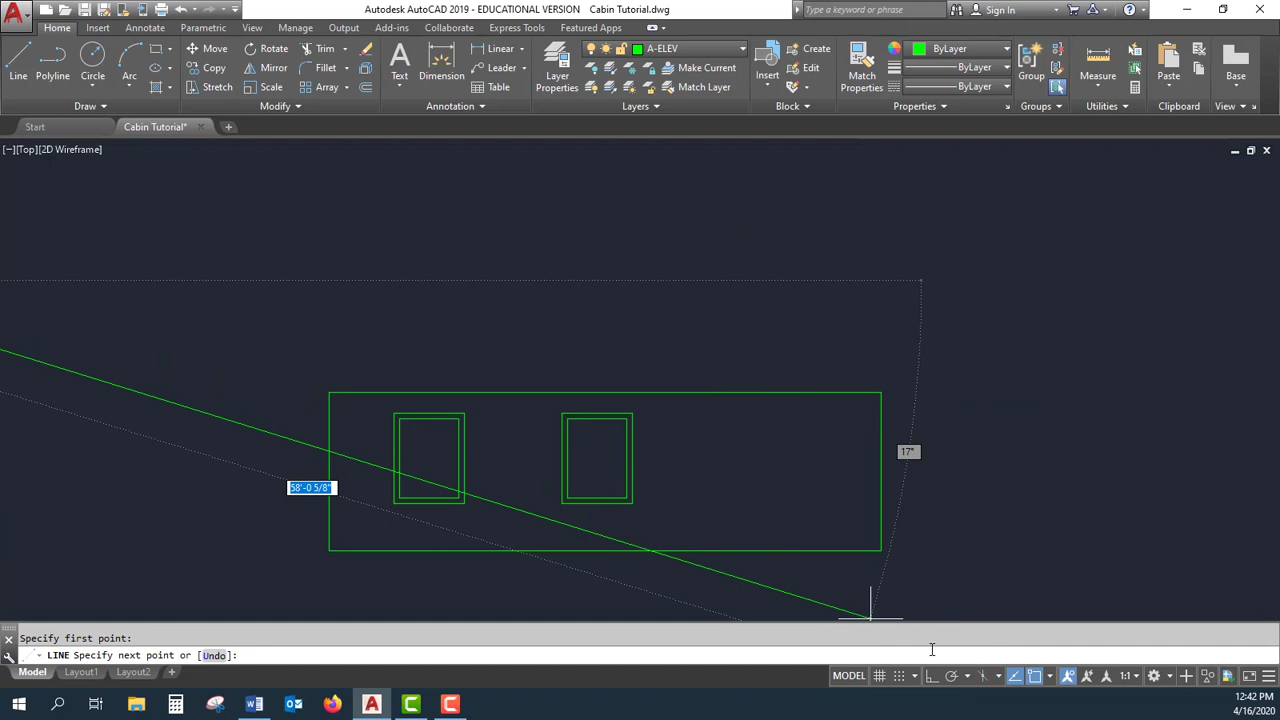 Autodesk AutoCAD 2019 - EDUCATIONAL VERSION Cabin Tutorial.dwg
Type a keyword or phrase
Sign In
Home Insert Annotate Parametric View Manage Output Add-ins Collaborate Express Tools Featured Apps
Move Rotate Trim Linear A-ELEV Create ByLayer
Line Polyline Circle Arc Copy Mirror Fillet Text Dimension Leader Layer Properties Make Current Insert Edit Match Properties ByLayer Group Measure Paste Base
Stretch Scale Array Table Match Layer ByLayer
Draw Modify Annotation Layers Block Properties Groups Utilities Clipboard View
Start Cabin Tutorial*
[−][Top][2D Wireframe]
17°
58'-0 5/8"
Specify first point:
LINE Specify next point or [Undo]:
Model Layout1 Layout2
MODEL 1:1
12:42 PM
4/16/2020